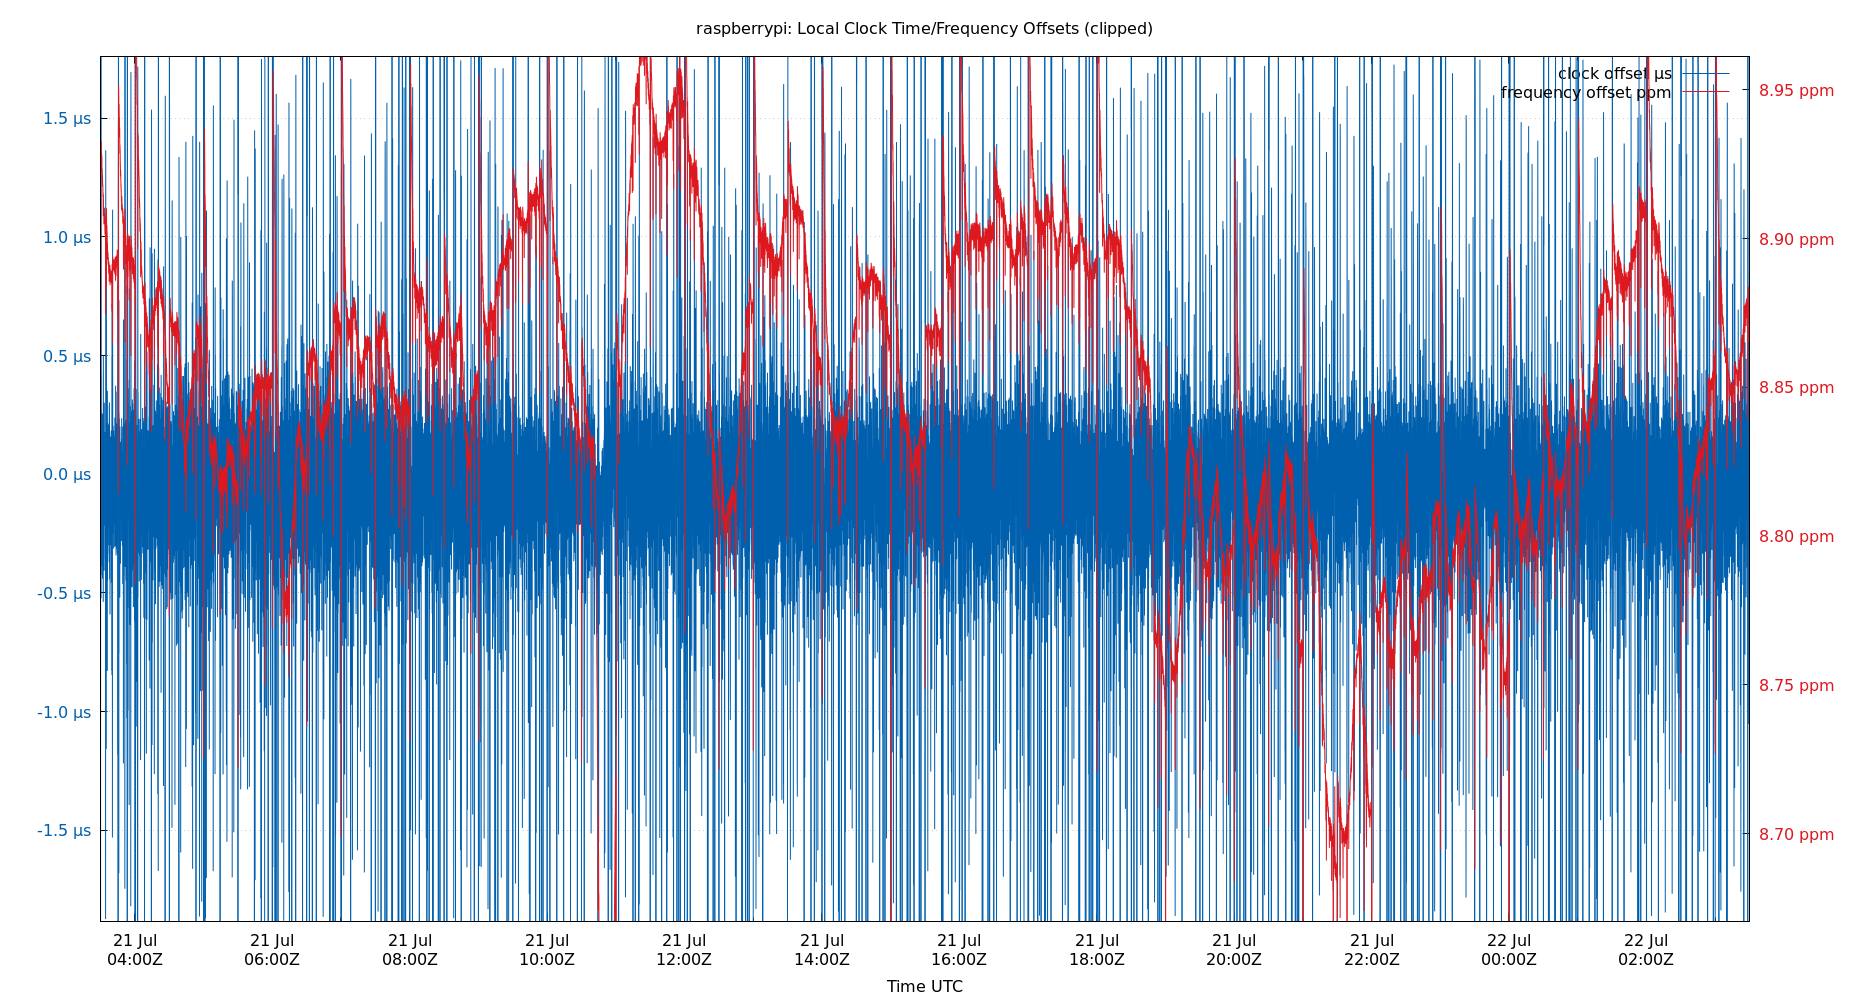 raspberrypi: Local Clock Time/Frequency Offsets (clipped)
clock offset µs
frequency offset ppm
1.5 µs
1.0 µs
0.5 µs
0.0 µs
-0.5 µs
-1.0 µs
-1.5 µs
8.95 ppm
8.90 ppm
8.85 ppm
8.80 ppm
8.75 ppm
8.70 ppm
21 Jul 21 Jul 21 Jul 21 Jul 21 Jul 21 Jul 21 Jul 21 Jul 21 Jul 21 Jul 22 Jul 22 Jul
04:00Z 06:00Z 08:00Z 10:00Z 12:00Z 14:00Z 16:00Z 18:00Z 20:00Z 22:00Z 00:00Z 02:00Z
Time UTC